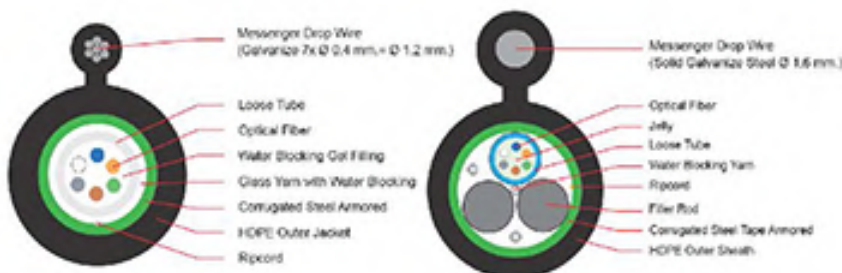 Messenger Drop Wire
(Galvanize 7x Ø 0.4 mm.= Ø 1.2 mm.)
Loose Tube
Optical Fiber
Water Blocking Gel Filling
Glass Yarn with Water Blocking
Corrugated Steel Armored
HDPE Outer Jacket
Ripcord
Messenger Drop Wire
(Solid Galvanize Steel Ø 1.6 mm.)
Optical Fiber
Jelly
Loose Tube
Water Blocking Yarn
Ripcord
Filler Rod
Corrugated Steel Tape Armored
HDPE Outer Sheath